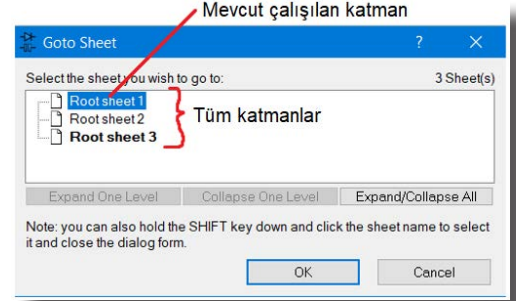 Mevcut çalışılan katman
Goto Sheet ? ×
Select the sheet you wish to go to: 3 Sheet(s)
Root sheet 1
Root sheet 2
Root sheet 3
Tüm katmanlar
Expand One Level Collapse One Level Expand/Collapse All
Note: you can also hold the SHIFT key down and click the sheet name to select
it and close the dialog form.
OK Cancel